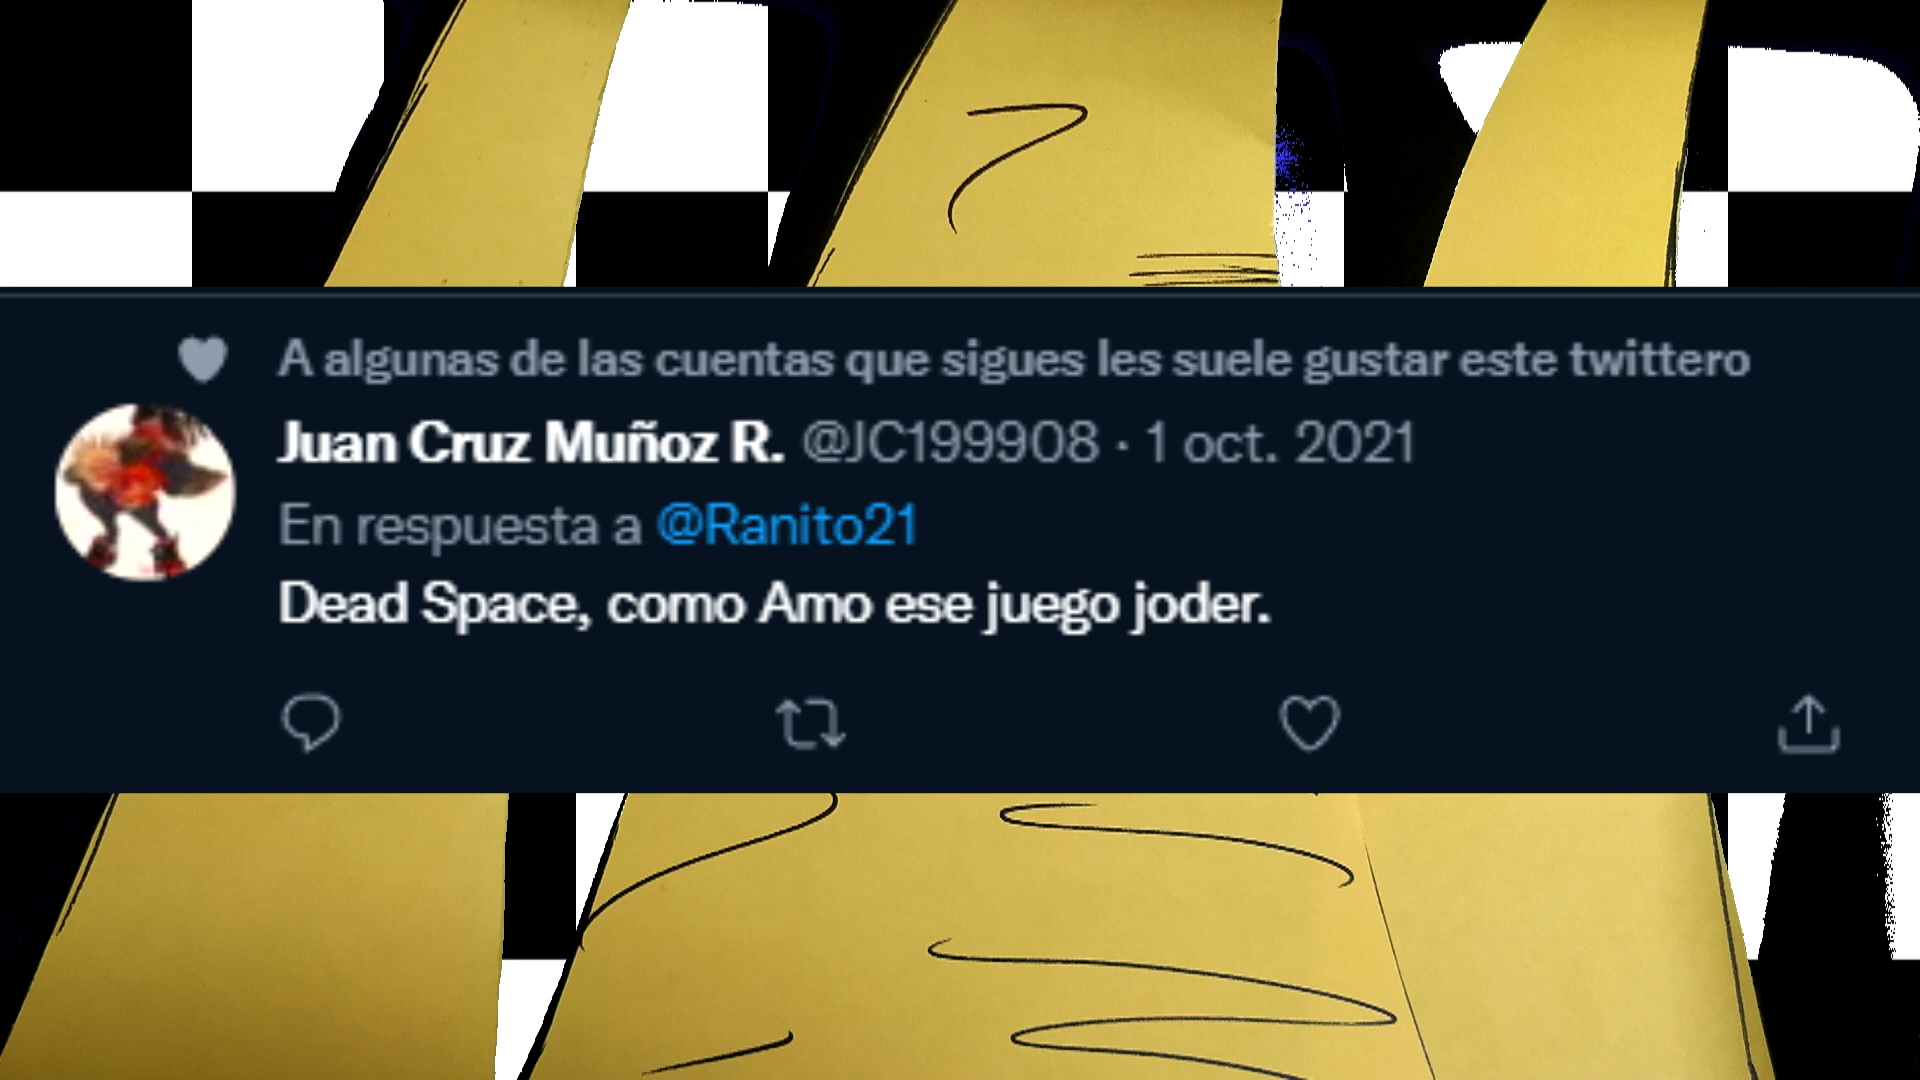 A algunas de las cuentas que sigues les suele gustar este twittero
Juan Cruz Muñoz R. @JC199908 · 1 oct. 2021
En respuesta a @Ranito21
Dead Space, como Amo ese juego joder.